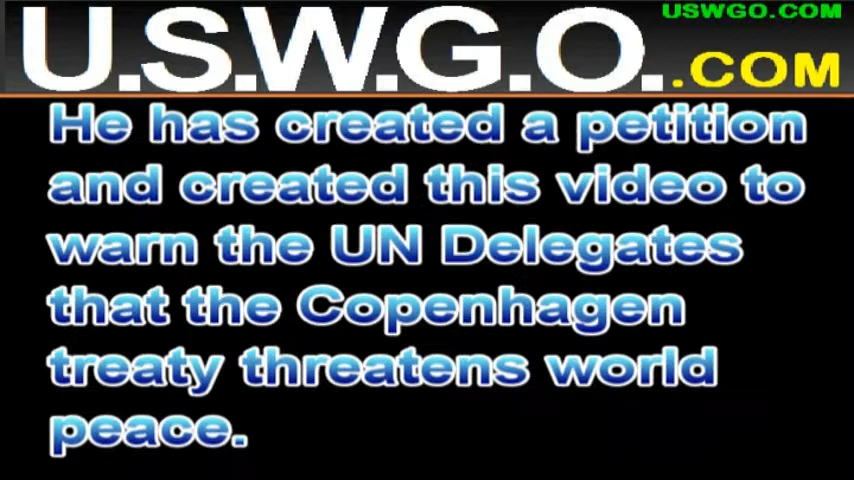 USWGO.COM
U.S.W.G.O. .COM
He has created a petition
and created this video to
warn the UN Delegates
that the Copenhagen
treaty threatens world
peace.